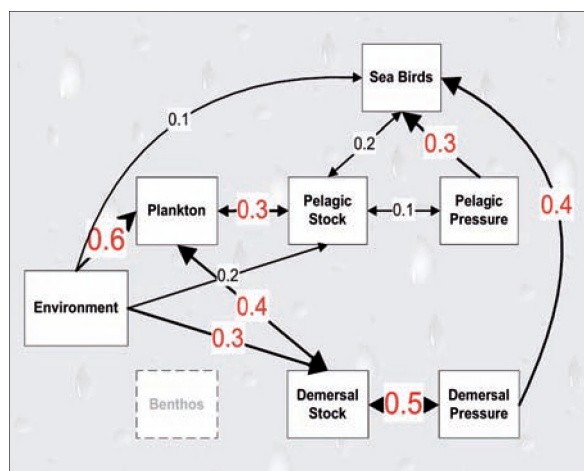 Sea Birds
0.1
0.2
0.3
Plankton
0.3
Pelagic
Stock
0.1
Pelagic
Pressure
0.4
0.6
0.2
Environment
0.4
0.3
Benthos
Demersal
Stock
0.5
Demersal
Pressure